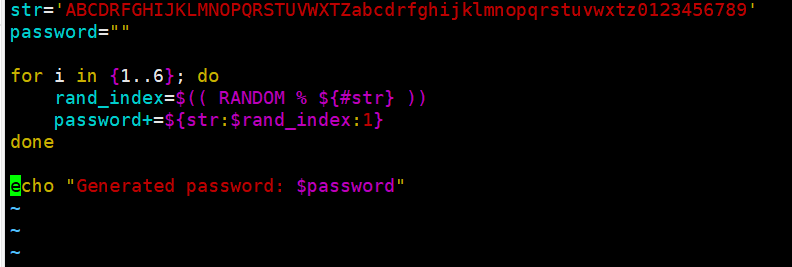 str='ABCDRFGHIJKLMNOPQRSTUVWXTZabcdrfghijklmnopqrstuvwxtz0123456789'
password=""
for i in {1..6}; do
    rand_index=$(( RANDOM % ${#str} ))
    password+=${str:$rand_index:1}
done
echo "Generated password: $password"
~
~
~